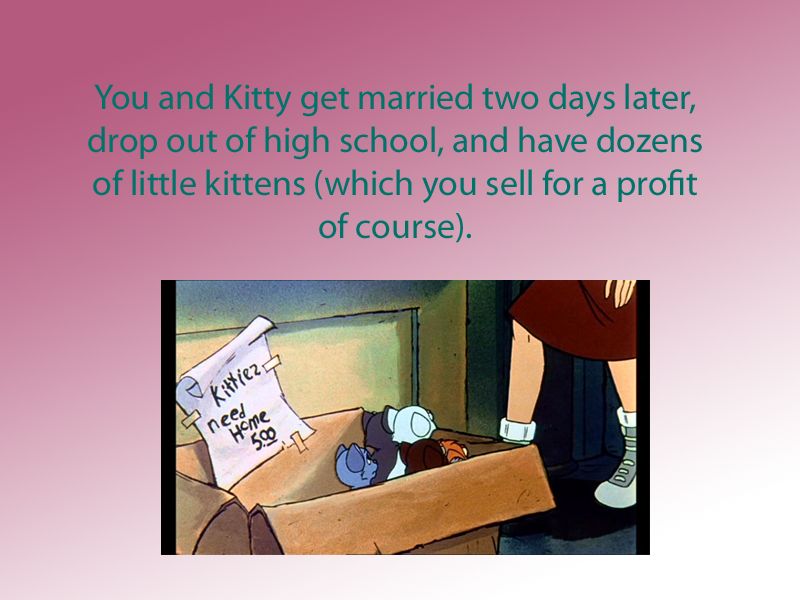 You and Kitty get married two days later,
drop out of high school, and have dozens
of little kittens (which you sell for a profit
of course).
Kittiez
need
Home
5.00